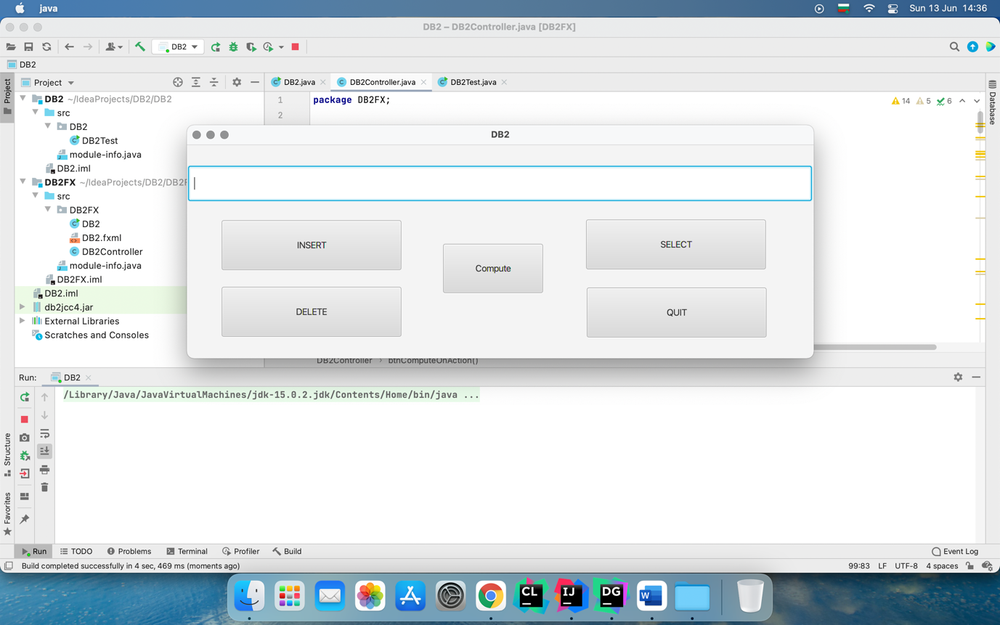 java
Sun 13 Jun 14:36
DB2 – DB2Controller.java [DB2FX]
DB2
DB2
Project
DB2.java
DB2Controller.java
DB2Test.java
Project
Database
DB2 ~/IdeaProjects/DB2/DB2
src
DB2
DB2Test
module-info.java
DB2.iml
DB2FX ~/IdeaProjects/DB2/DB2F
src
DB2FX
DB2
DB2.fxml
DB2Controller
module-info.java
DB2FX.iml
DB2.iml
db2jcc4.jar
External Libraries
Scratches and Consoles
1 package DB2FX;
2
14 5 6
DB2
INSERT
Compute
SELECT
DELETE
QUIT
DB2Controller › btnComputeOnAction()
Run: DB2
/Library/Java/JavaVirtualMachines/jdk-15.0.2.jdk/Contents/Home/bin/java ...
Structure
Favorites
Run TODO Problems Terminal Profiler Build
Event Log
Build completed successfully in 4 sec, 469 ms (moments ago)
99:83 LF UTF-8 4 spaces
CL
IJ
DG
W